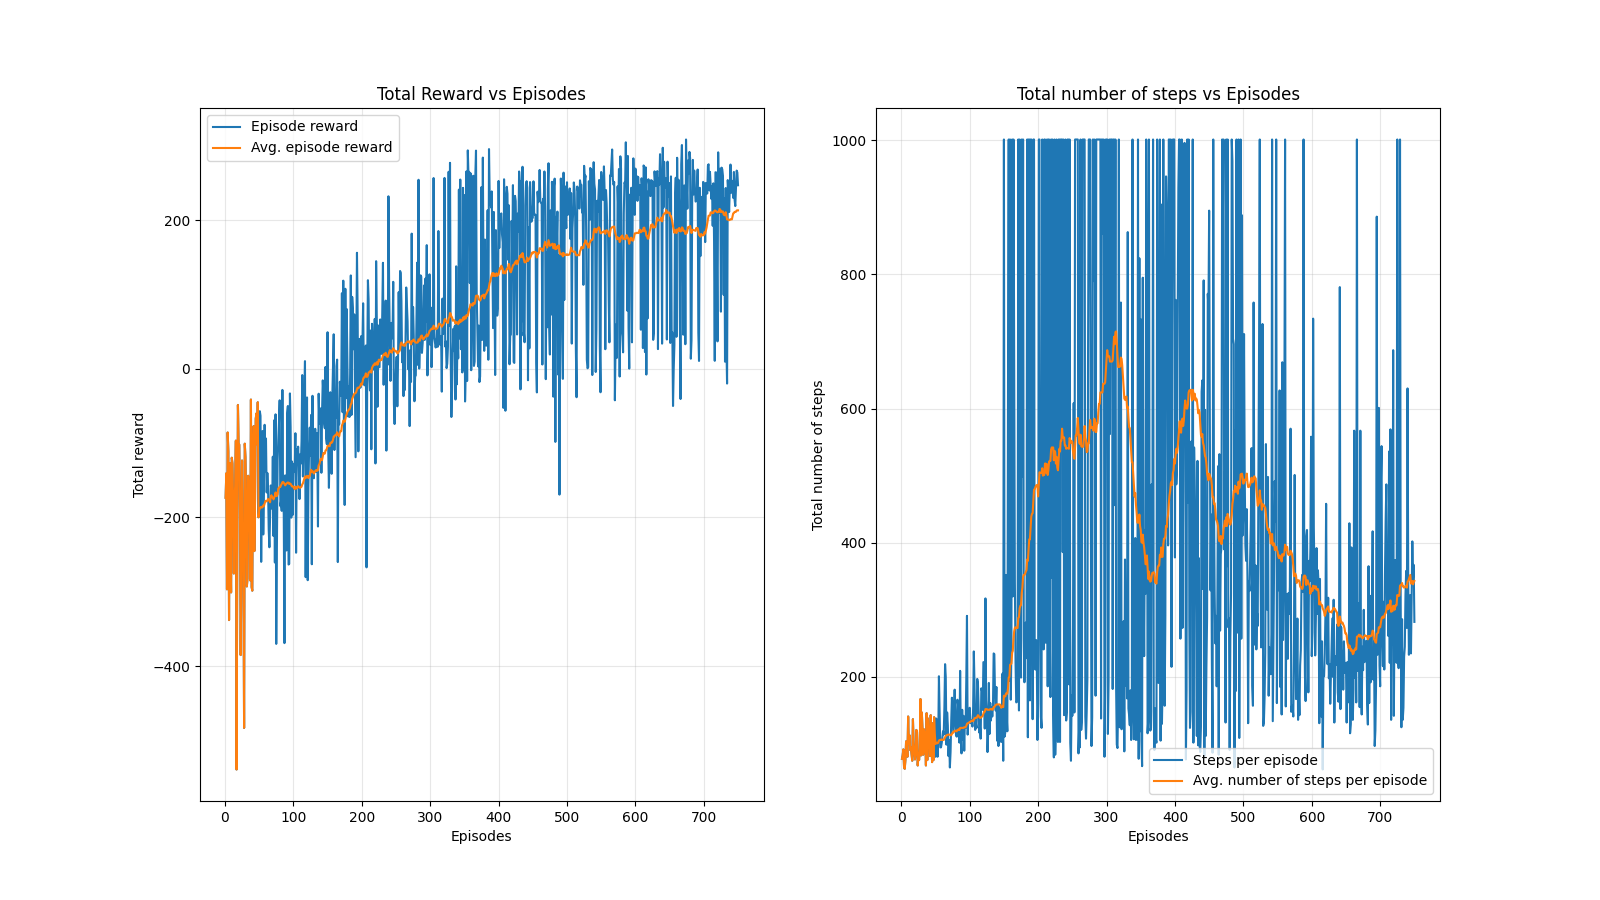 Total Reward vs Episodes
Episode reward
Avg. episode reward
200
0
−200
−400
Total reward
0 100 200 300 400 500 600 700
Episodes
Total number of steps vs Episodes
1000
800
600
400
200
Total number of steps
Steps per episode
Avg. number of steps per episode
0 100 200 300 400 500 600 700
Episodes